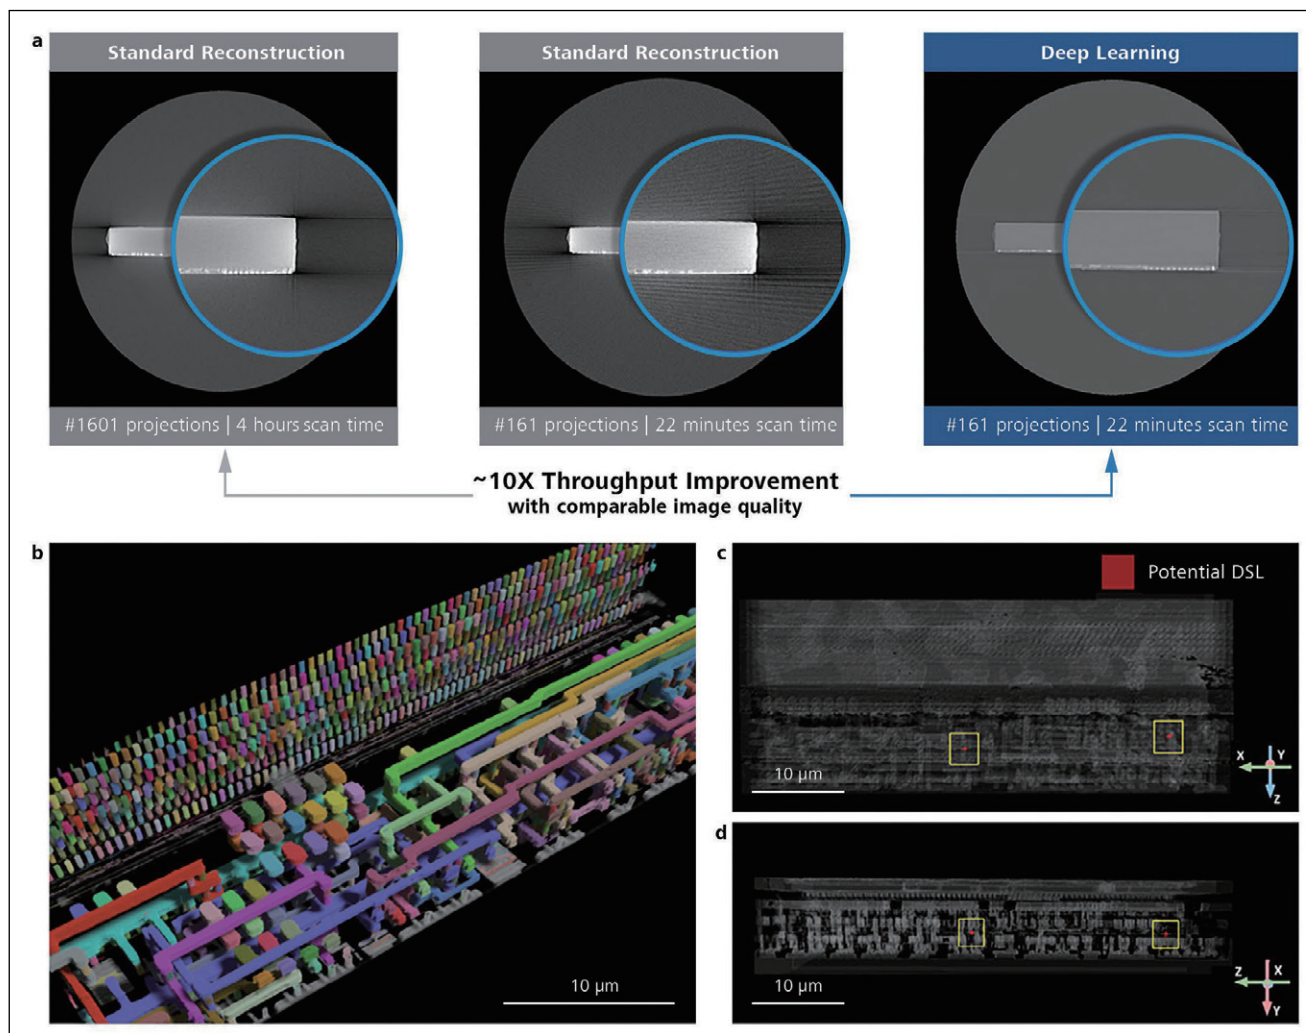 a
Standard Reconstruction
Standard Reconstruction
Deep Learning
#1601 projections | 4 hours scan time
#161 projections | 22 minutes scan time
#161 projections | 22 minutes scan time
~10X Throughput Improvement
with comparable image quality
b
10 µm
c
Potential DSL
10 µm
X
Y
Z
d
10 µm
Z
X
Y